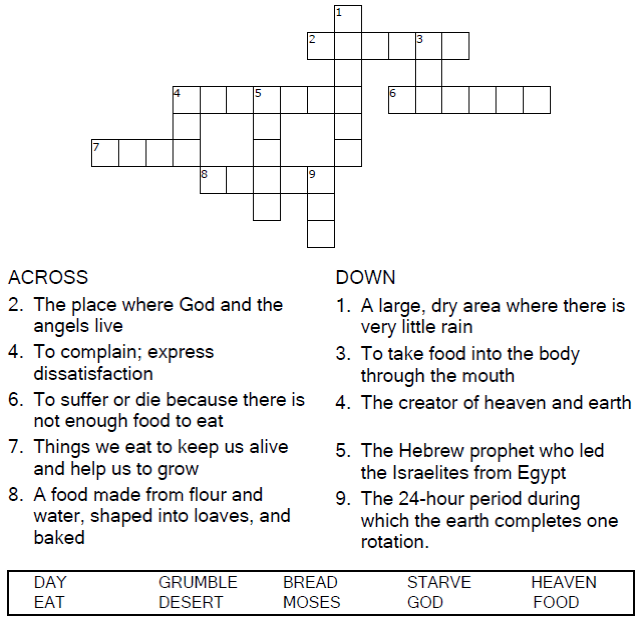 1
2
3
4
5
6
7
8
9
ACROSS
2. The place where God and the
angels live
4. To complain; express
dissatisfaction
6. To suffer or die because there is
not enough food to eat
7. Things we eat to keep us alive
and help us to grow
8. A food made from flour and
water, shaped into loaves, and
baked
DOWN
1. A large, dry area where there is
very little rain
3. To take food into the body
through the mouth
4. The creator of heaven and earth
5. The Hebrew prophet who led
the Israelites from Egypt
9. The 24-hour period during
which the earth completes one
rotation.
DAY GRUMBLE BREAD STARVE HEAVEN
EAT DESERT MOSES GOD FOOD